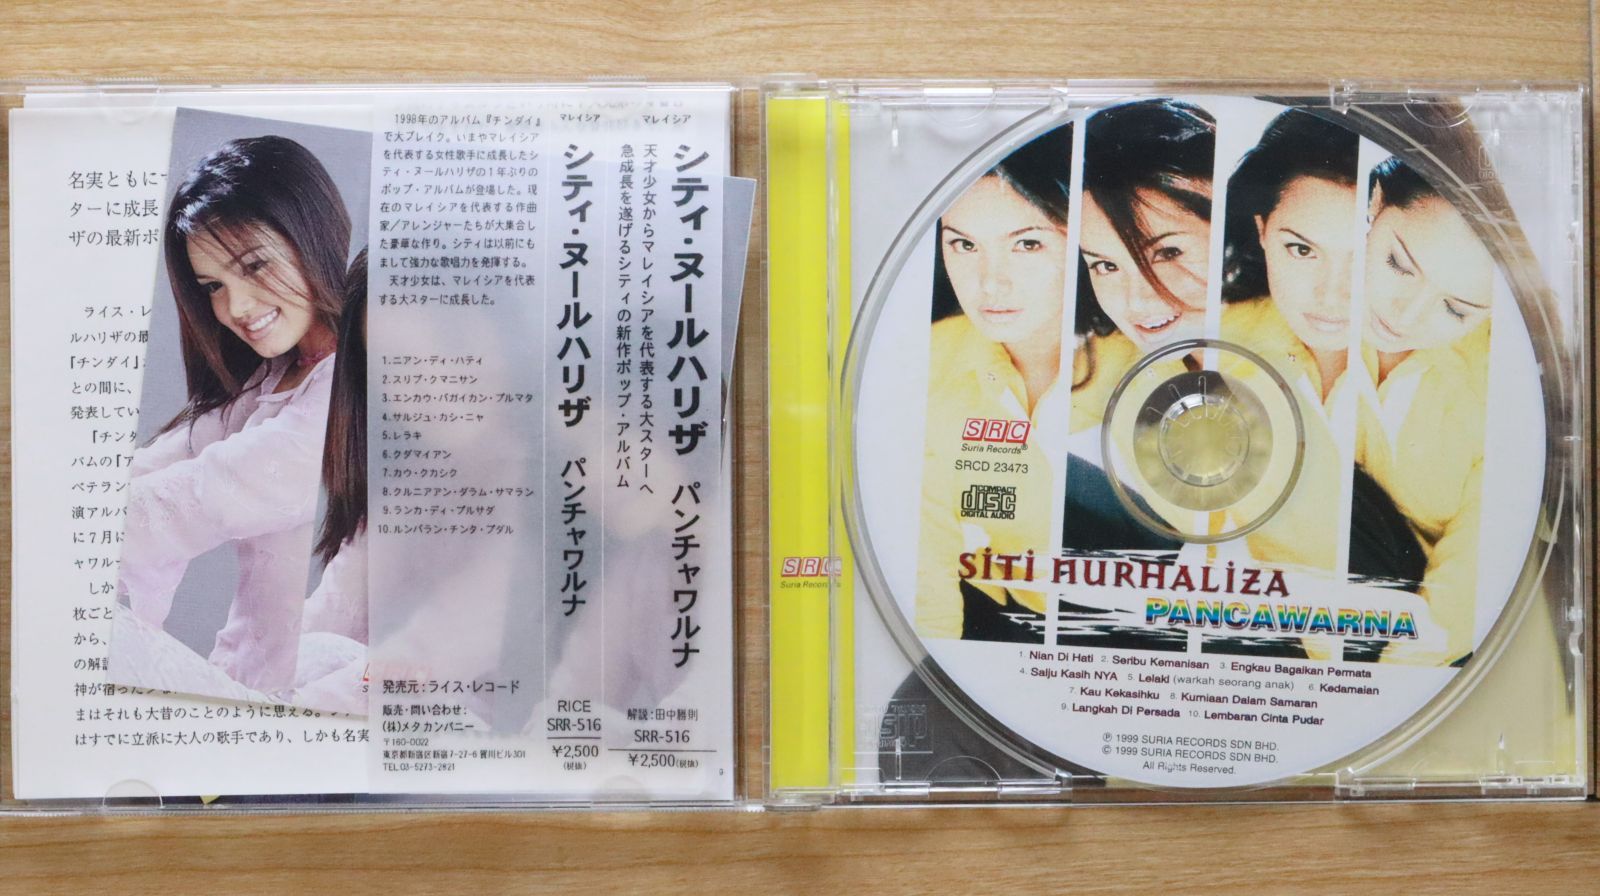 名実ともに
ターに成長
ザの最新ポ
ライス・レ
ルハリザの最
『チンダイ』
との間に、
発表してい
『チンダ
バムの『ア
ベテラン
演アルバ
に7月に
ャワルナ
しか
枚ごと
から、
の解説
まはそれも大昔のことのように思える。
はすでに立派に大人の歌手であり、しかも名実
1998年のアルバム『チンダイ』
で大ブレイク。いまやマレイシア
を代表する女性歌手に成長したシ
ティ・ヌールハリザの1年ぶりの
ポップ・アルバムが登場した。現
在のマレイシアを代表する作曲
家/アレンジャーたちが大集合し
た豪華な作り。シティは以前にも
まして強力な歌唱力を発揮する。
天才少女は、マレイシアを代表
する大スターに成長した。
1.ニアン・ディ・ハティ
2.スリブ・クマニサン
3.エンカウ・バガイカン・プルマタ
4.サルジュ・カシ・ニャ
5.レラキ
6.クダマイアン
7.カウ・クカシク
8.クルニアアン・ダラム・サマラン
9.ランカ・ディ・プルサダ
10.ルンバラン・チンタ・プダル
発売元:ライス・レコード
販売・問い合わせ:
(株)メタ カンパニー
〒160-0022
東京都新宿区新宿7-27-6 寶川ビル301
TEL 03-5273-2821
マレイシア
シティ・ヌールハリザ パンチャワルナ
RICE
SRR-516
¥2,500
(税抜)
マレイシア
シティ・ヌールハリザ パンチャワルナ
天才少女からマレイシアを代表する大スターへ
急成長を遂げるシティの新作ポップ・アルバム
解説:田中勝則
SRR-516
¥2,500(税抜)
9
SRC
Suria Records
SRC
Suria Records®
SRCD 23473
COMPACT
disc
DIGITAL AUDIO
SITI NURHALIZA
PANCAWARNA
1. Nian Di Hati 2. Seribu Kemanisan 3. Engkau Bagaikan Permata
4. Salju Kasih NYA 5. Lelaki (warkah seorang anak) 6. Kedamaian
7. Kau Kekasihku 8. Kurniaan Dalam Samaran
9. Langkah Di Persada 10. Lembaran Cinta Pudar
℗ 1999 SURIA RECORDS SDN BHD.
© 1999 SURIA RECORDS SDN BHD.
All Rights Reserved.